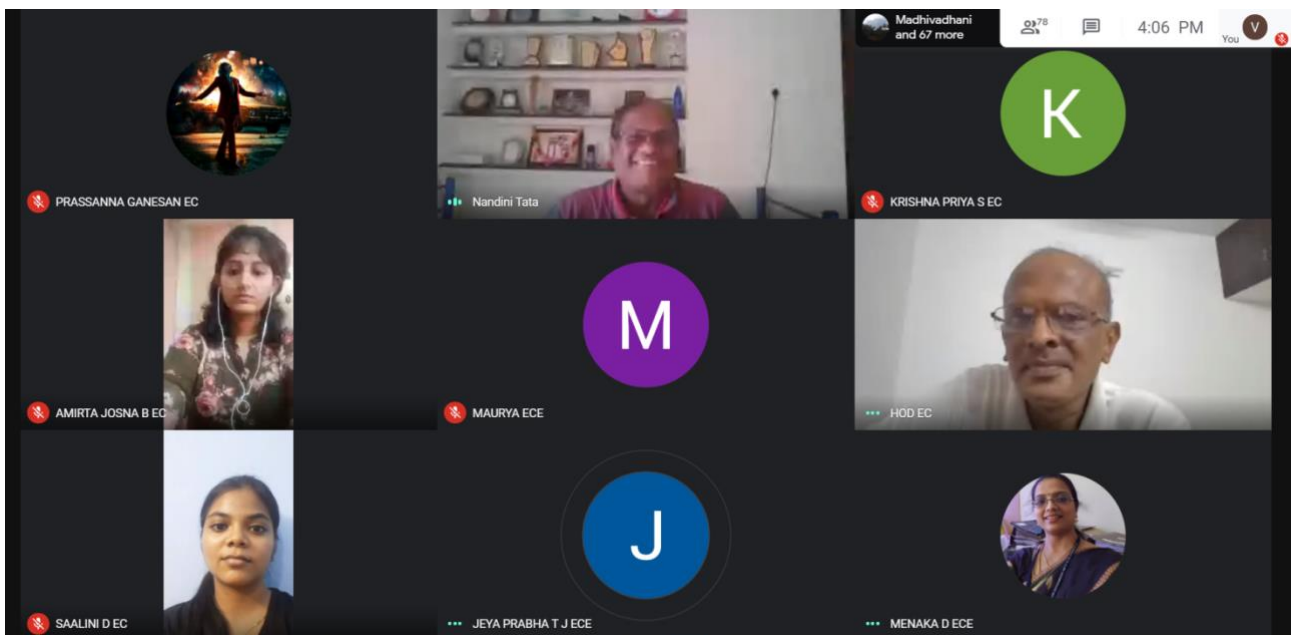 Madhivadhani
and 67 more
78
4:06 PM
You
V
K
PRASSANNA GANESAN EC
Nandini Tata
KRISHNA PRIYA S EC
M
AMIRTA JOSNA B EC
MAURYA ECE
HOD EC
J
SAALINI D EC
JEYA PRABHA T J ECE
MENAKA D ECE